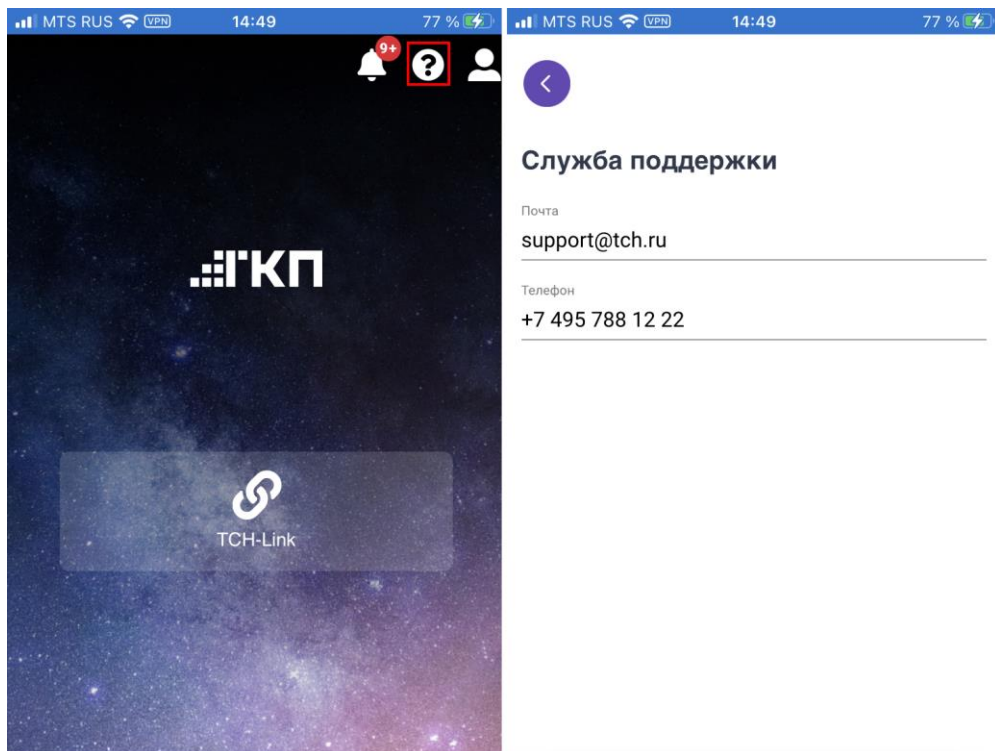 MTS RUS VPN 14:49 77 %
9+
?
ТКП
TCH-Link
MTS RUS VPN 14:49 77 %
Служба поддержки
Почта
support@tch.ru
Телефон
+7 495 788 12 22